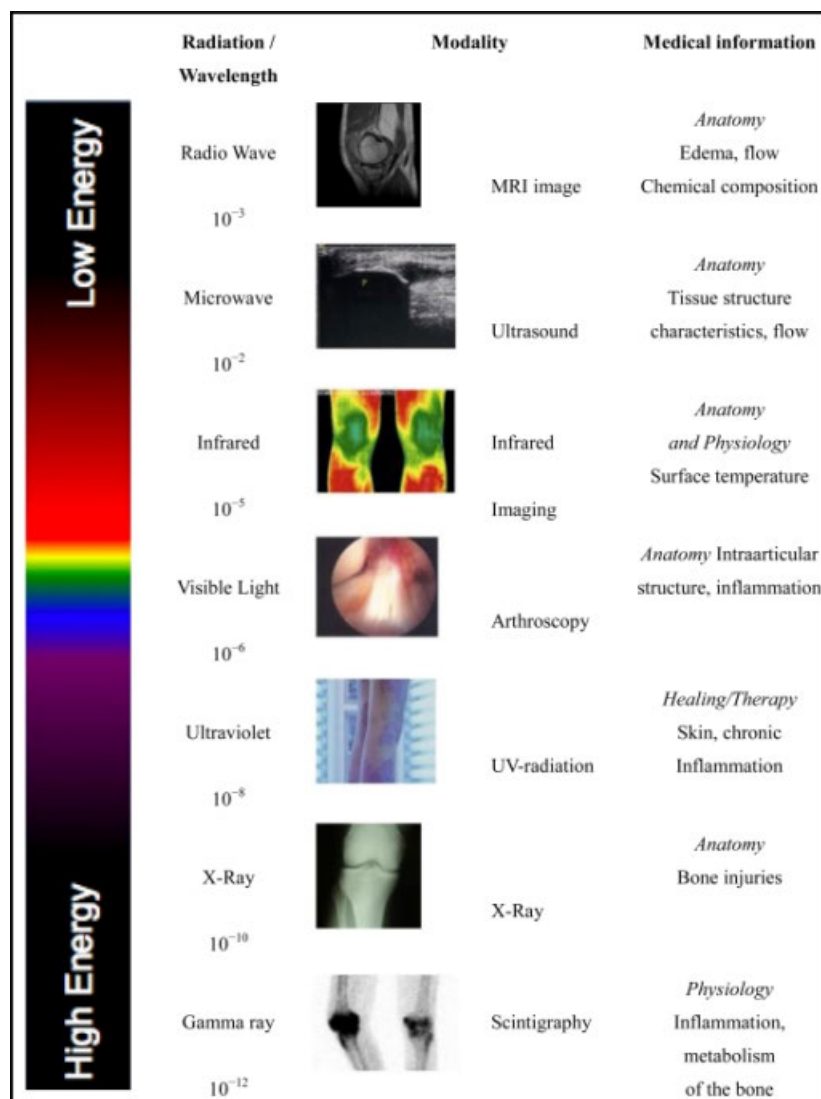 Radiation / Modality Medical information
Wavelength
Low Energy
Radio Wave
10⁻³
MRI image
Anatomy
Edema, flow
Chemical composition
Microwave
10⁻²
Ultrasound
Anatomy
Tissue structure
characteristics, flow
Infrared
10⁻⁵
Infrared
Imaging
Anatomy
and Physiology
Surface temperature
Visible Light
10⁻⁶
Arthroscopy
Anatomy Intraarticular
structure, inflammation
Ultraviolet
10⁻⁸
UV-radiation
Healing/Therapy
Skin, chronic
Inflammation
X-Ray
10⁻¹⁰
X-Ray
Anatomy
Bone injuries
High Energy
Gamma ray
10⁻¹²
Scintigraphy
Physiology
Inflammation,
metabolism
of the bone